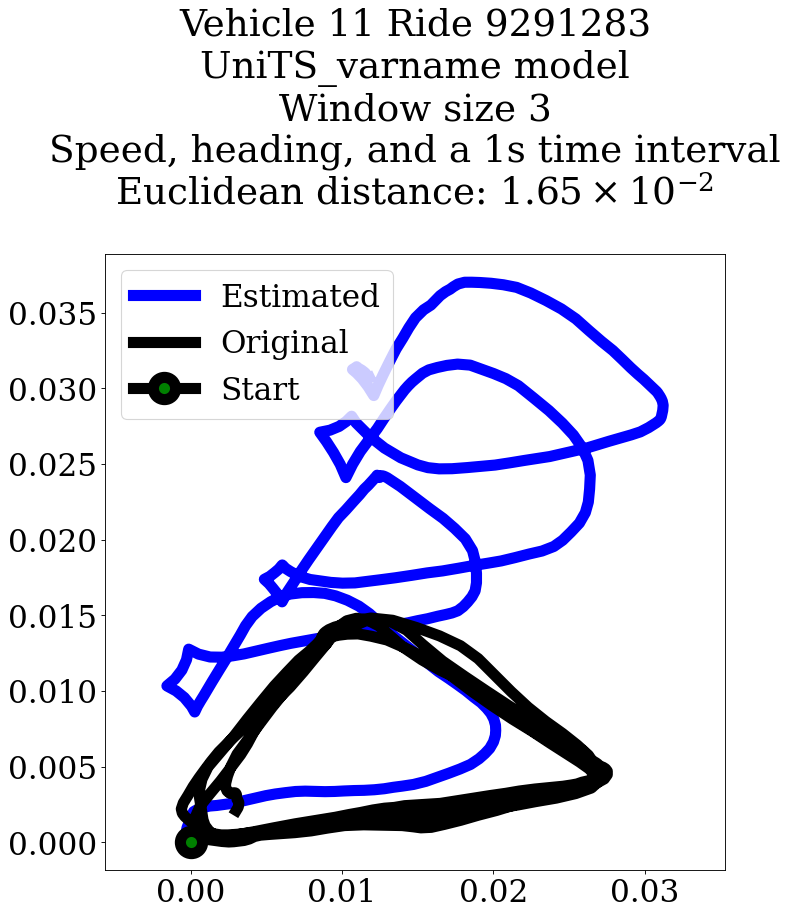 Vehicle 11 Ride 9291283
UniTS_varname model
Window size 3
Speed, heading, and a 1s time interval
Euclidean distance: 1.65 × 10⁻²
Estimated
Original
Start
0.035
0.030
0.025
0.020
0.015
0.010
0.005
0.000
0.00 0.01 0.02 0.03